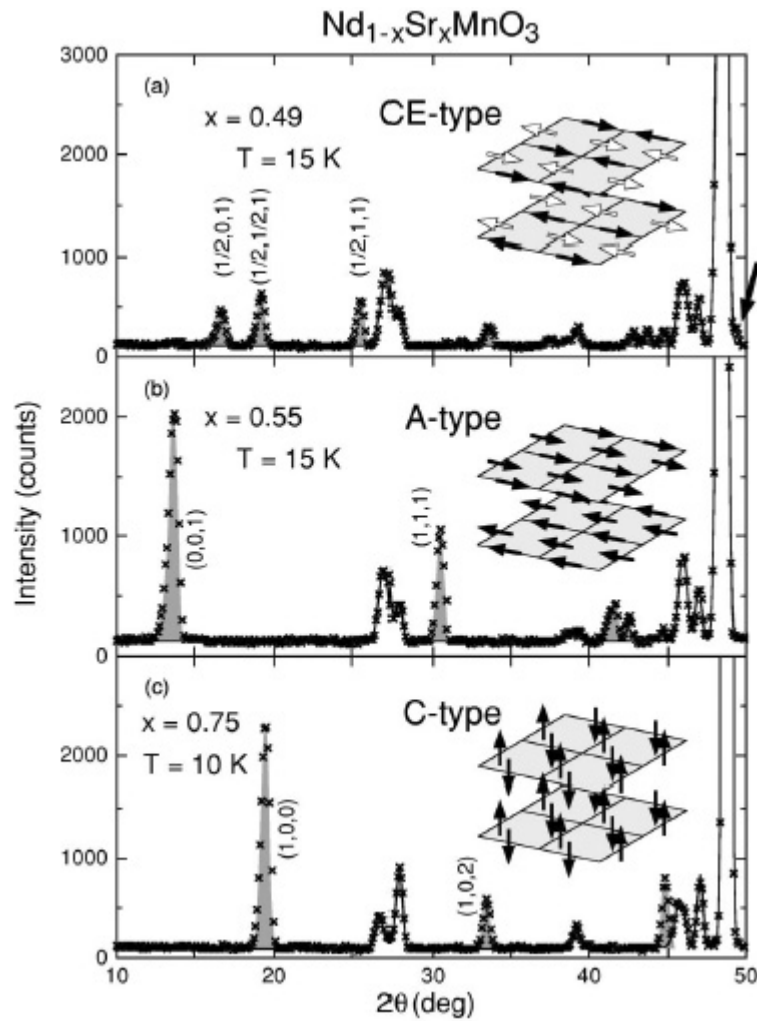 Nd₁₋ₓSrₓMnO₃
3000
(a)
x = 0.49
T = 15 K
CE-type
2000
(1/2,0,1)
(1/2,1/2,1)
(1/2,1,1)
1000
0
(b)
x = 0.55
T = 15 K
A-type
2000
(0,0,1)
(1,1,1)
1000
0
Intensity (counts)
(c)
x = 0.75
T = 10 K
C-type
2000
(1,0,0)
(1,0,2)
1000
0
10 20 30 40 50
2θ (deg)